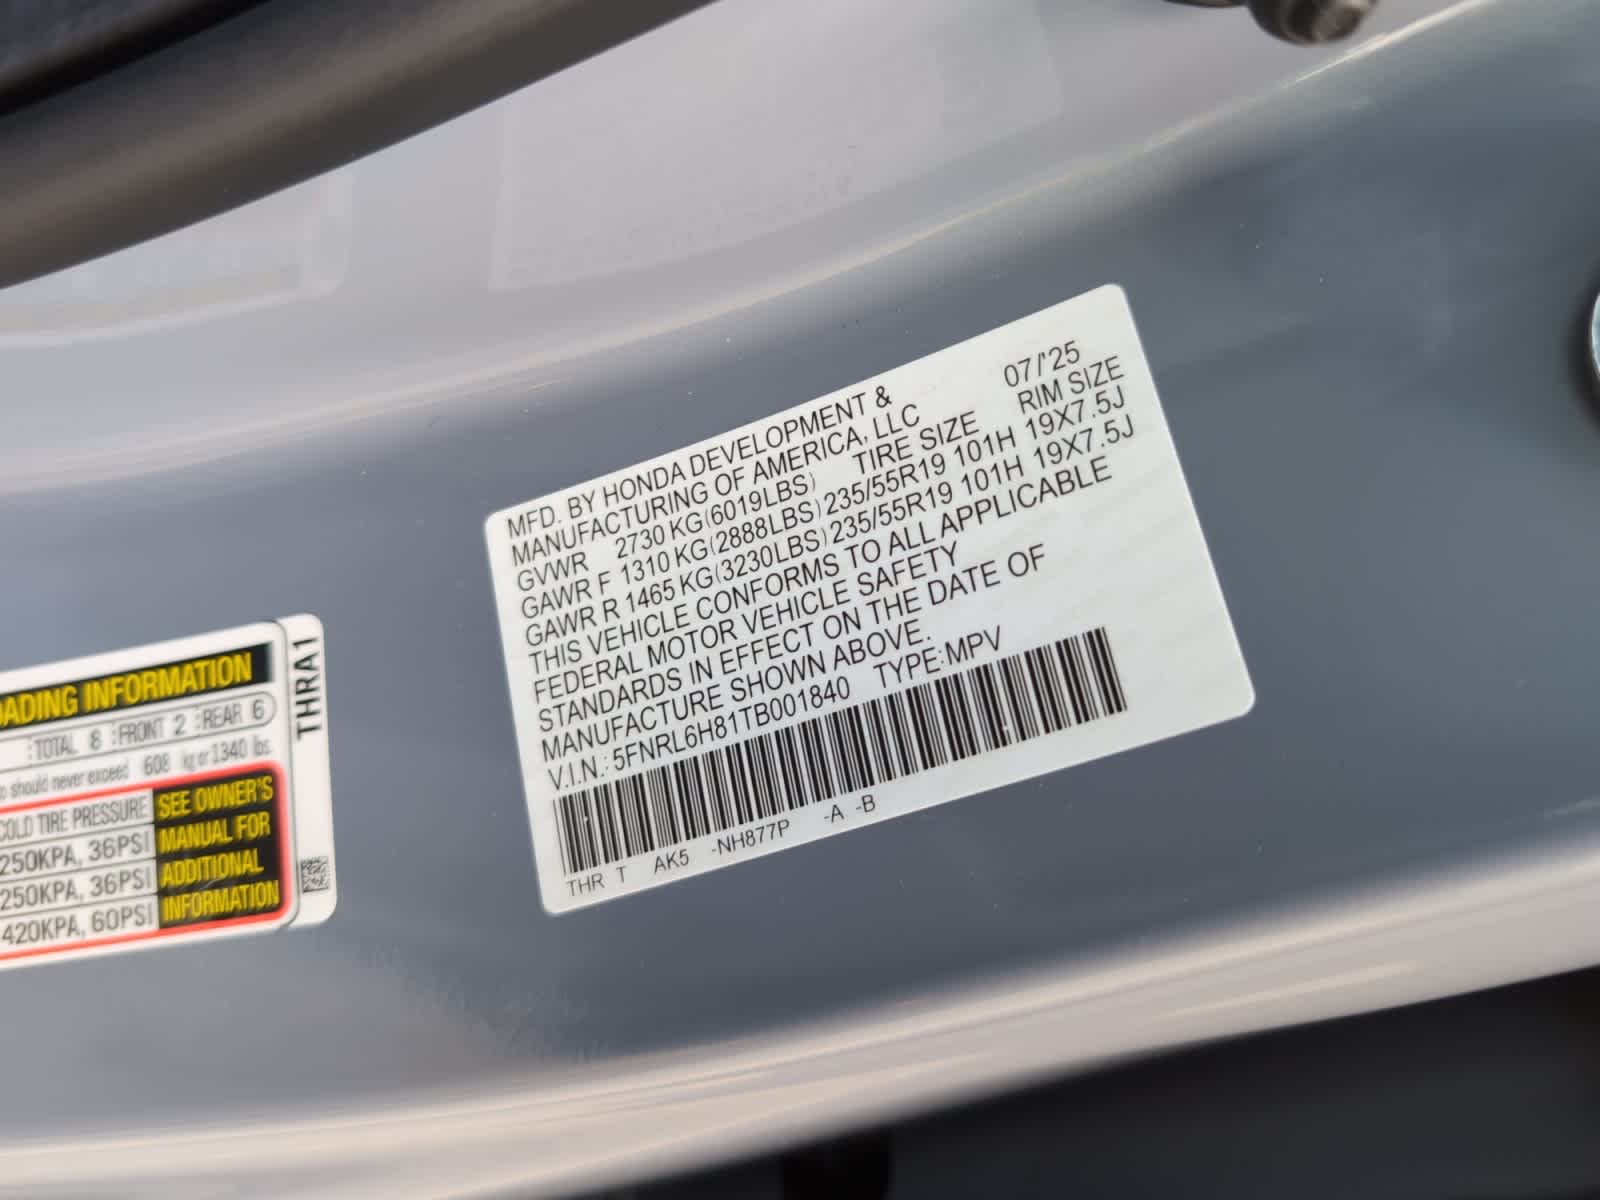 MFD. BY HONDA DEVELOPMENT &
MANUFACTURING OF AMERICA, LLC 07/'25
GVWR 2730 KG(6019LBS) TIRE SIZE RIM SIZE
GAWR F 1310 KG(2888LBS) 235/55R19 101H 19X7.5J
GAWR R 1465 KG(3230LBS) 235/55R19 101H 19X7.5J
THIS VEHICLE CONFORMS TO ALL APPLICABLE
FEDERAL MOTOR VEHICLE SAFETY
STANDARDS IN EFFECT ON THE DATE OF
MANUFACTURE SHOWN ABOVE.
V.I.N.: 5FNRL6H81TB001840 TYPE: MPV
THR T AK5 -NH877P -A -B
OADING INFORMATION
TOTAL 8 FRONT 2 REAR 6
should never exceed 608 kg or 1340 lbs.
COLD TIRE PRESSURE
250KPA, 36PSI
250KPA, 36PSI
420KPA, 60PSI
SEE OWNER'S
MANUAL FOR
ADDITIONAL
INFORMATION
THRA1